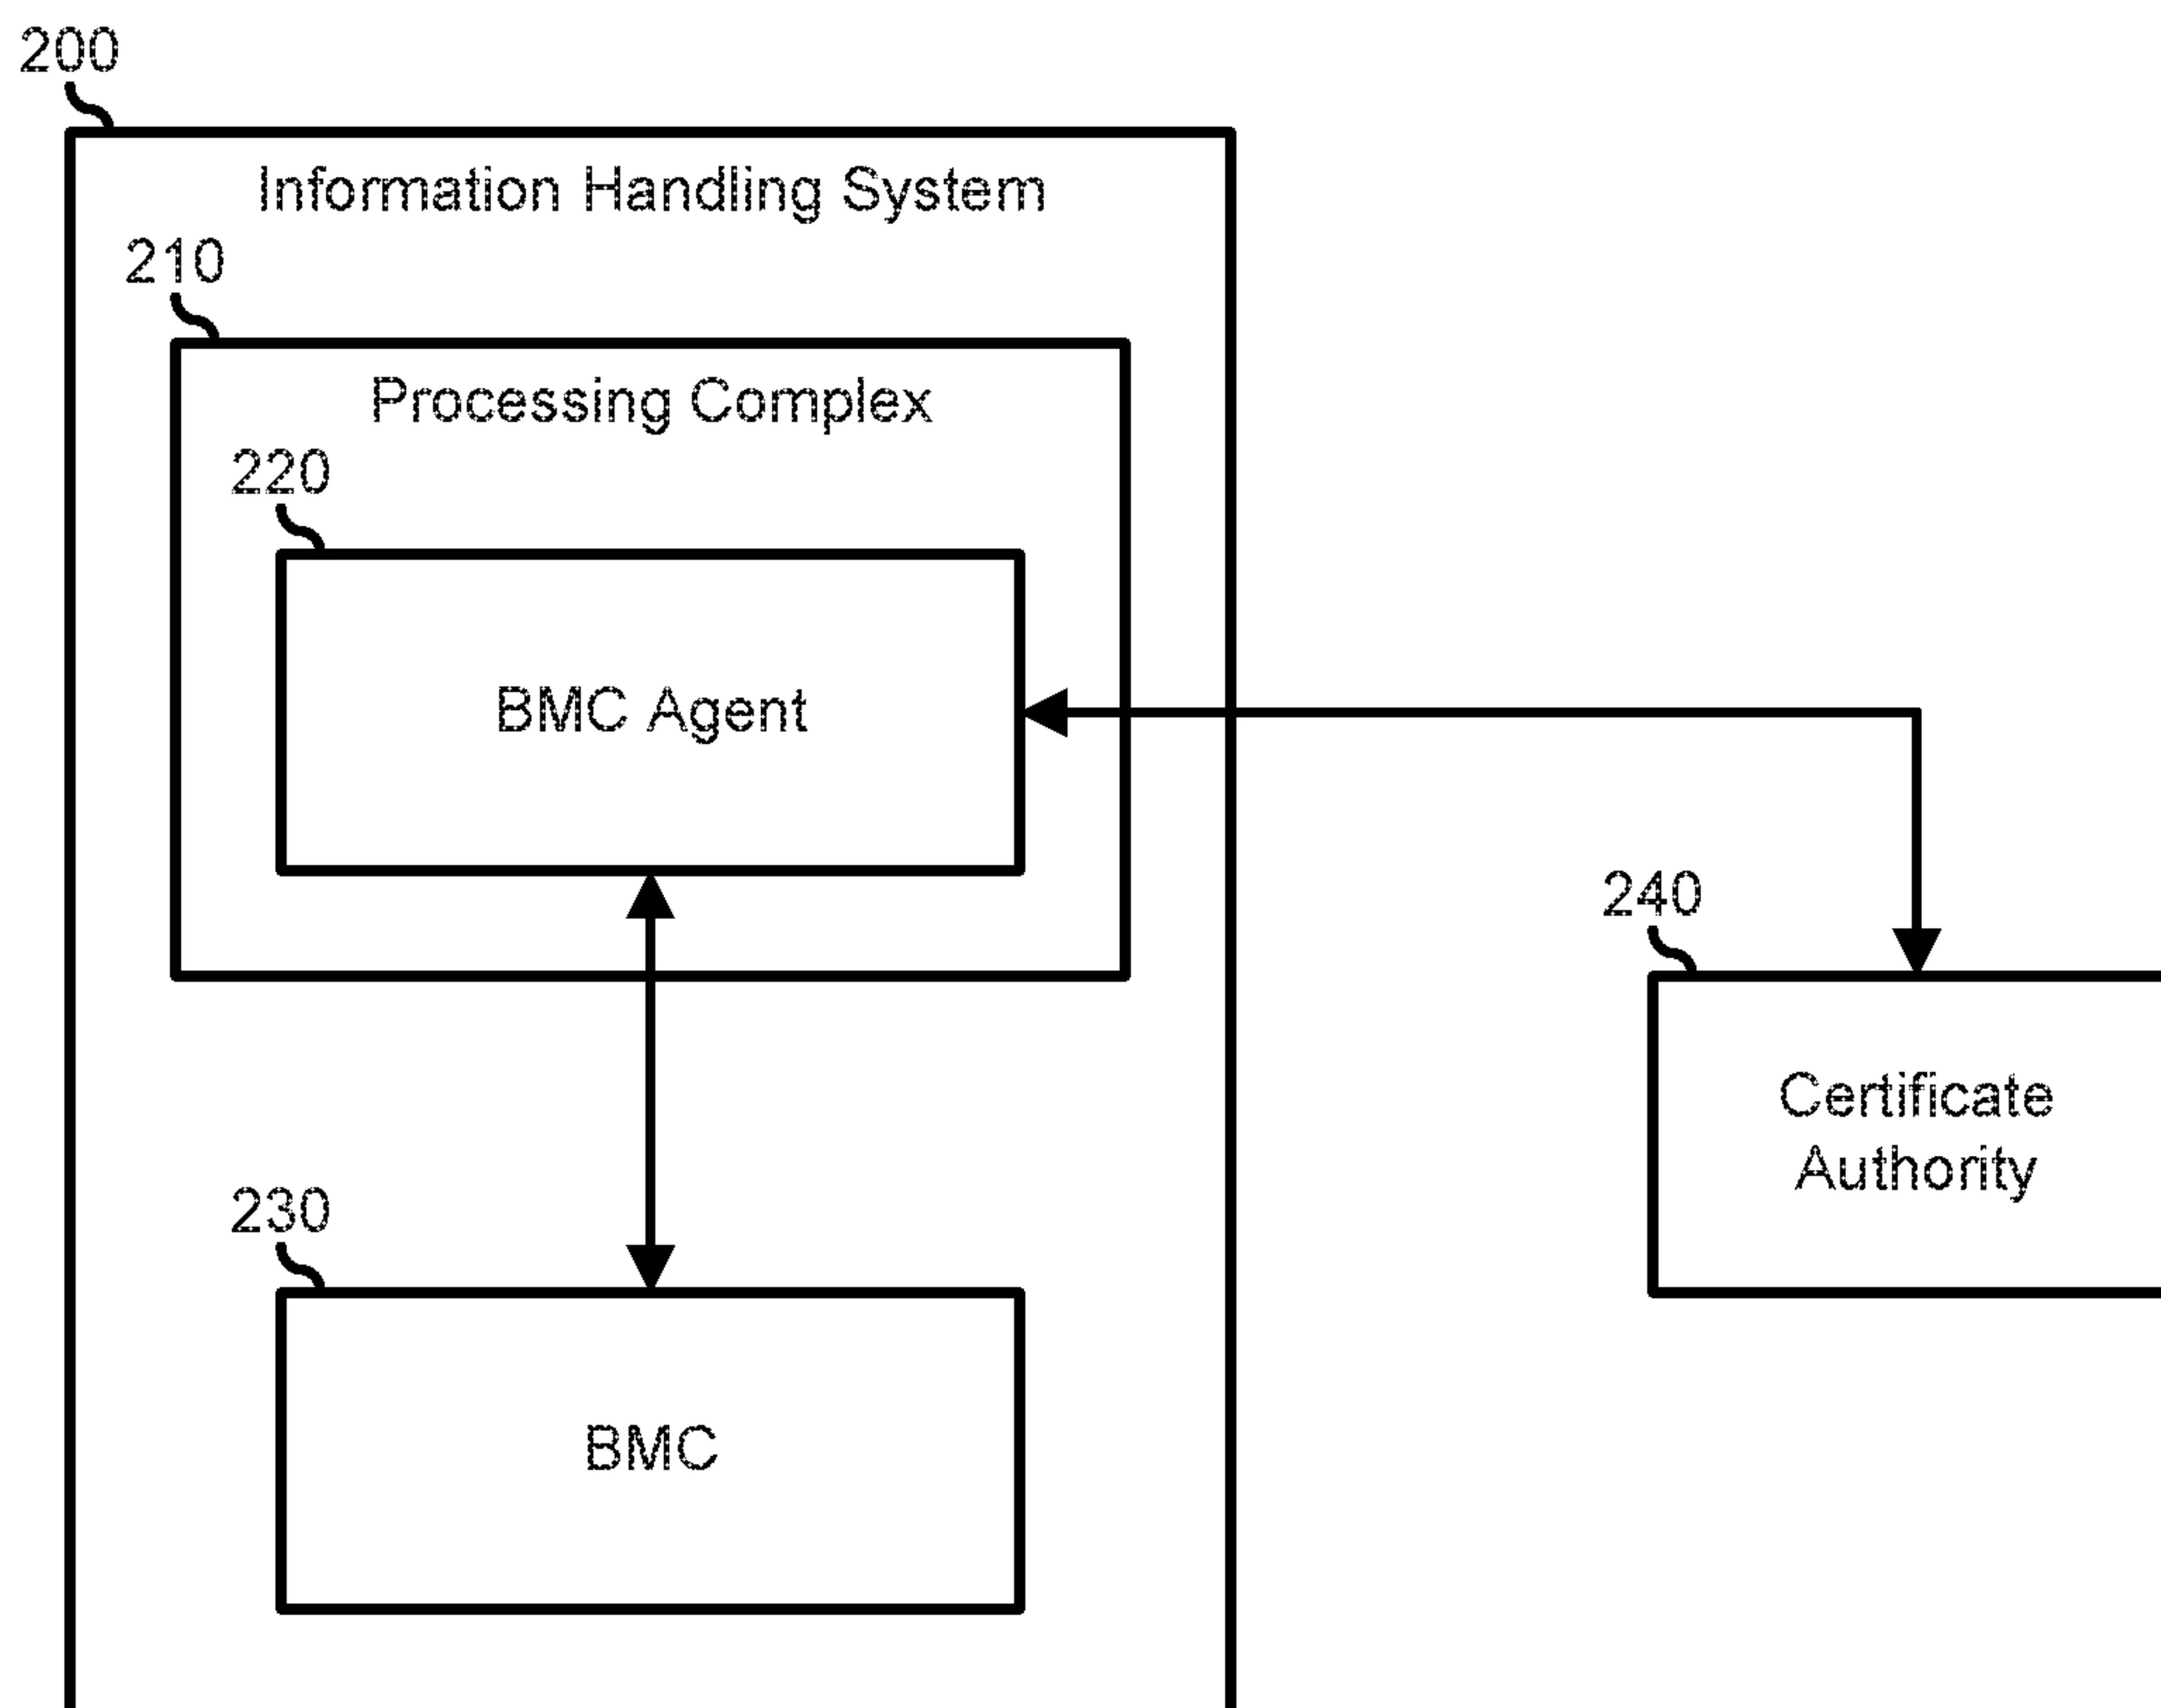 200
Information Handling System
210
Processing Complex
220
BMC Agent
240
Certificate
Authority
230
BMC